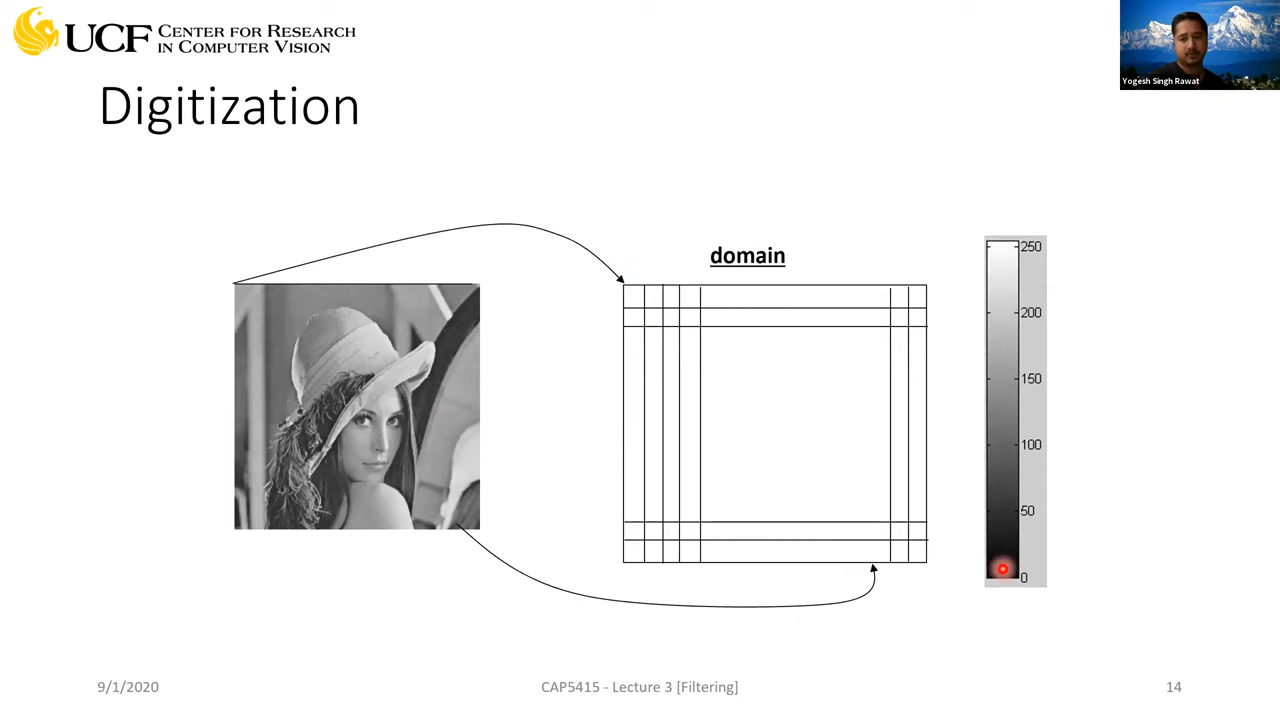 UCF CENTER FOR RESEARCH
IN COMPUTER VISION
Yogesh Singh Rawat
Digitization
domain
250
200
150
100
50
0
9/1/2020
CAP5415 - Lecture 3 [Filtering]
14